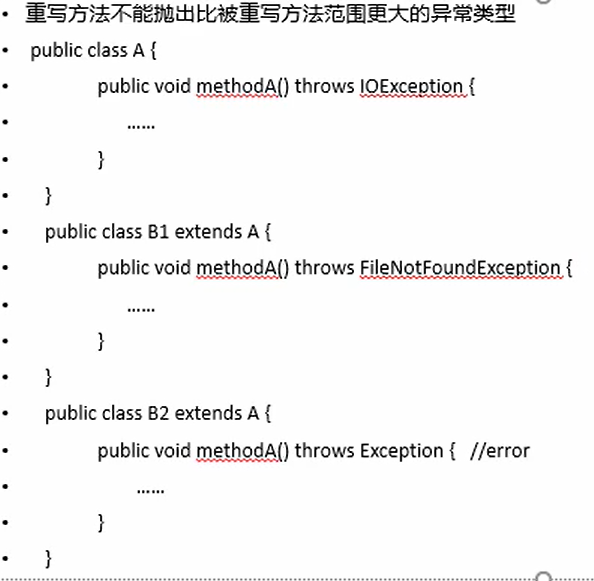 • 重写方法不能抛出比被重写方法范围更大的异常类型
• public class A {
• public void methodA() throws IOException {
• ……
• }
• }
• public class B1 extends A {
• public void methodA() throws FileNotFoundException {
• ……
• }
• }
• public class B2 extends A {
• public void methodA() throws Exception { //error
• ……
• }
• }